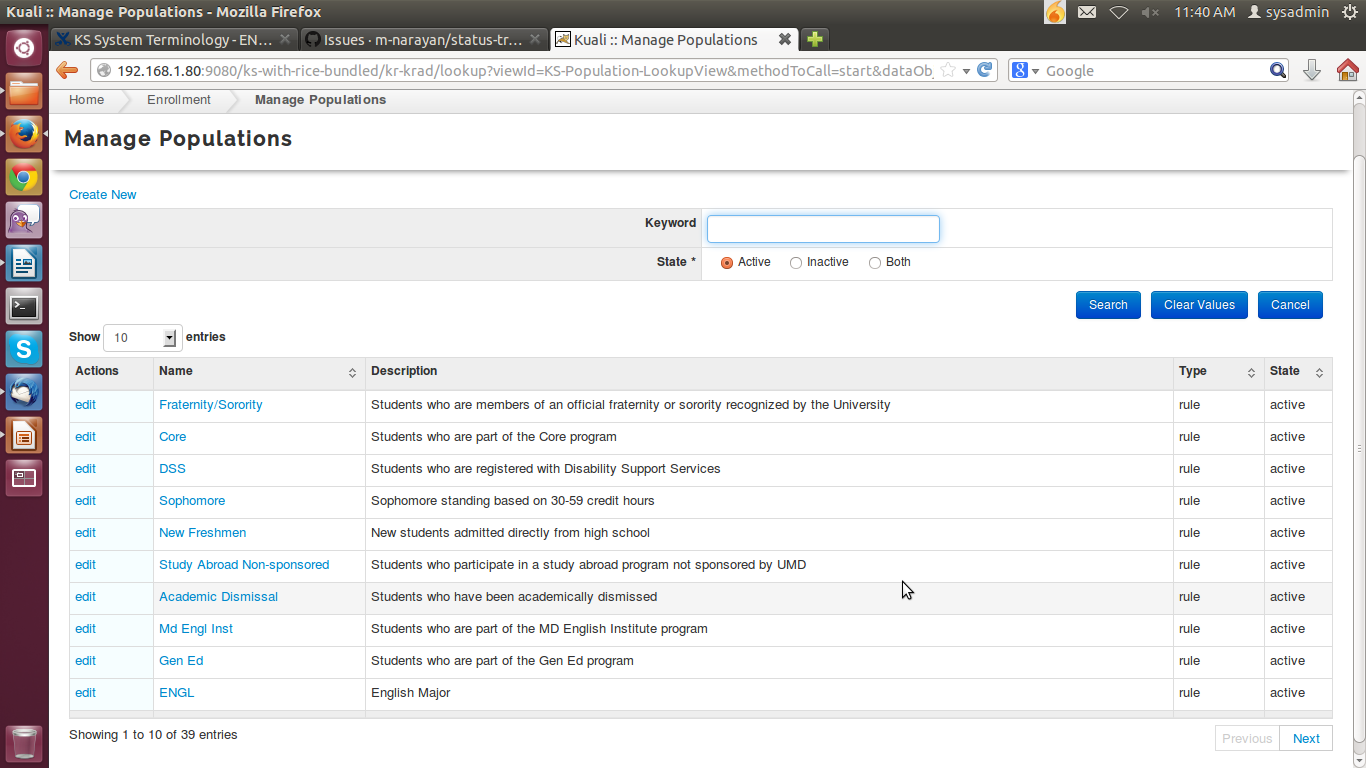 Kuali :: Manage Populations - Mozilla Firefox 11:40 AM sysadmin
KS System Terminology - EN... Issues · m-narayan/status-tr... Kuali :: Manage Populations
192.168.1.80:9080/ks-with-rice-bundled/kr-krad/lookup?viewId=KS-Population-LookupView&methodToCall=start&dataOb Google
Home Enrollment Manage Populations
Manage Populations
Create New
Keyword
State * Active Inactive Both
Search Clear Values Cancel
Show 10 entries
Actions Name Description Type State
edit Fraternity/Sorority Students who are members of an official fraternity or sorority recognized by the University rule active
edit Core Students who are part of the Core program rule active
edit DSS Students who are registered with Disability Support Services rule active
edit Sophomore Sophomore standing based on 30-59 credit hours rule active
edit New Freshmen New students admitted directly from high school rule active
edit Study Abroad Non-sponsored Students who participate in a study abroad program not sponsored by UMD rule active
edit Academic Dismissal Students who have been academically dismissed rule active
edit Md Engl Inst Students who are part of the MD English Institute program rule active
edit Gen Ed Students who are part of the Gen Ed program rule active
edit ENGL English Major rule active
Showing 1 to 10 of 39 entries Previous Next